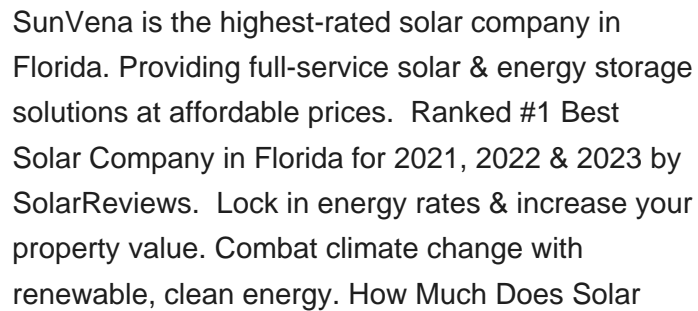 SunVena is the highest-rated solar company in
Florida. Providing full-service solar & energy storage
solutions at affordable prices.  Ranked #1 Best
Solar Company in Florida for 2021, 2022 & 2023 by
SolarReviews.  Lock in energy rates & increase your
property value. Combat climate change with
renewable, clean energy. How Much Does Solar